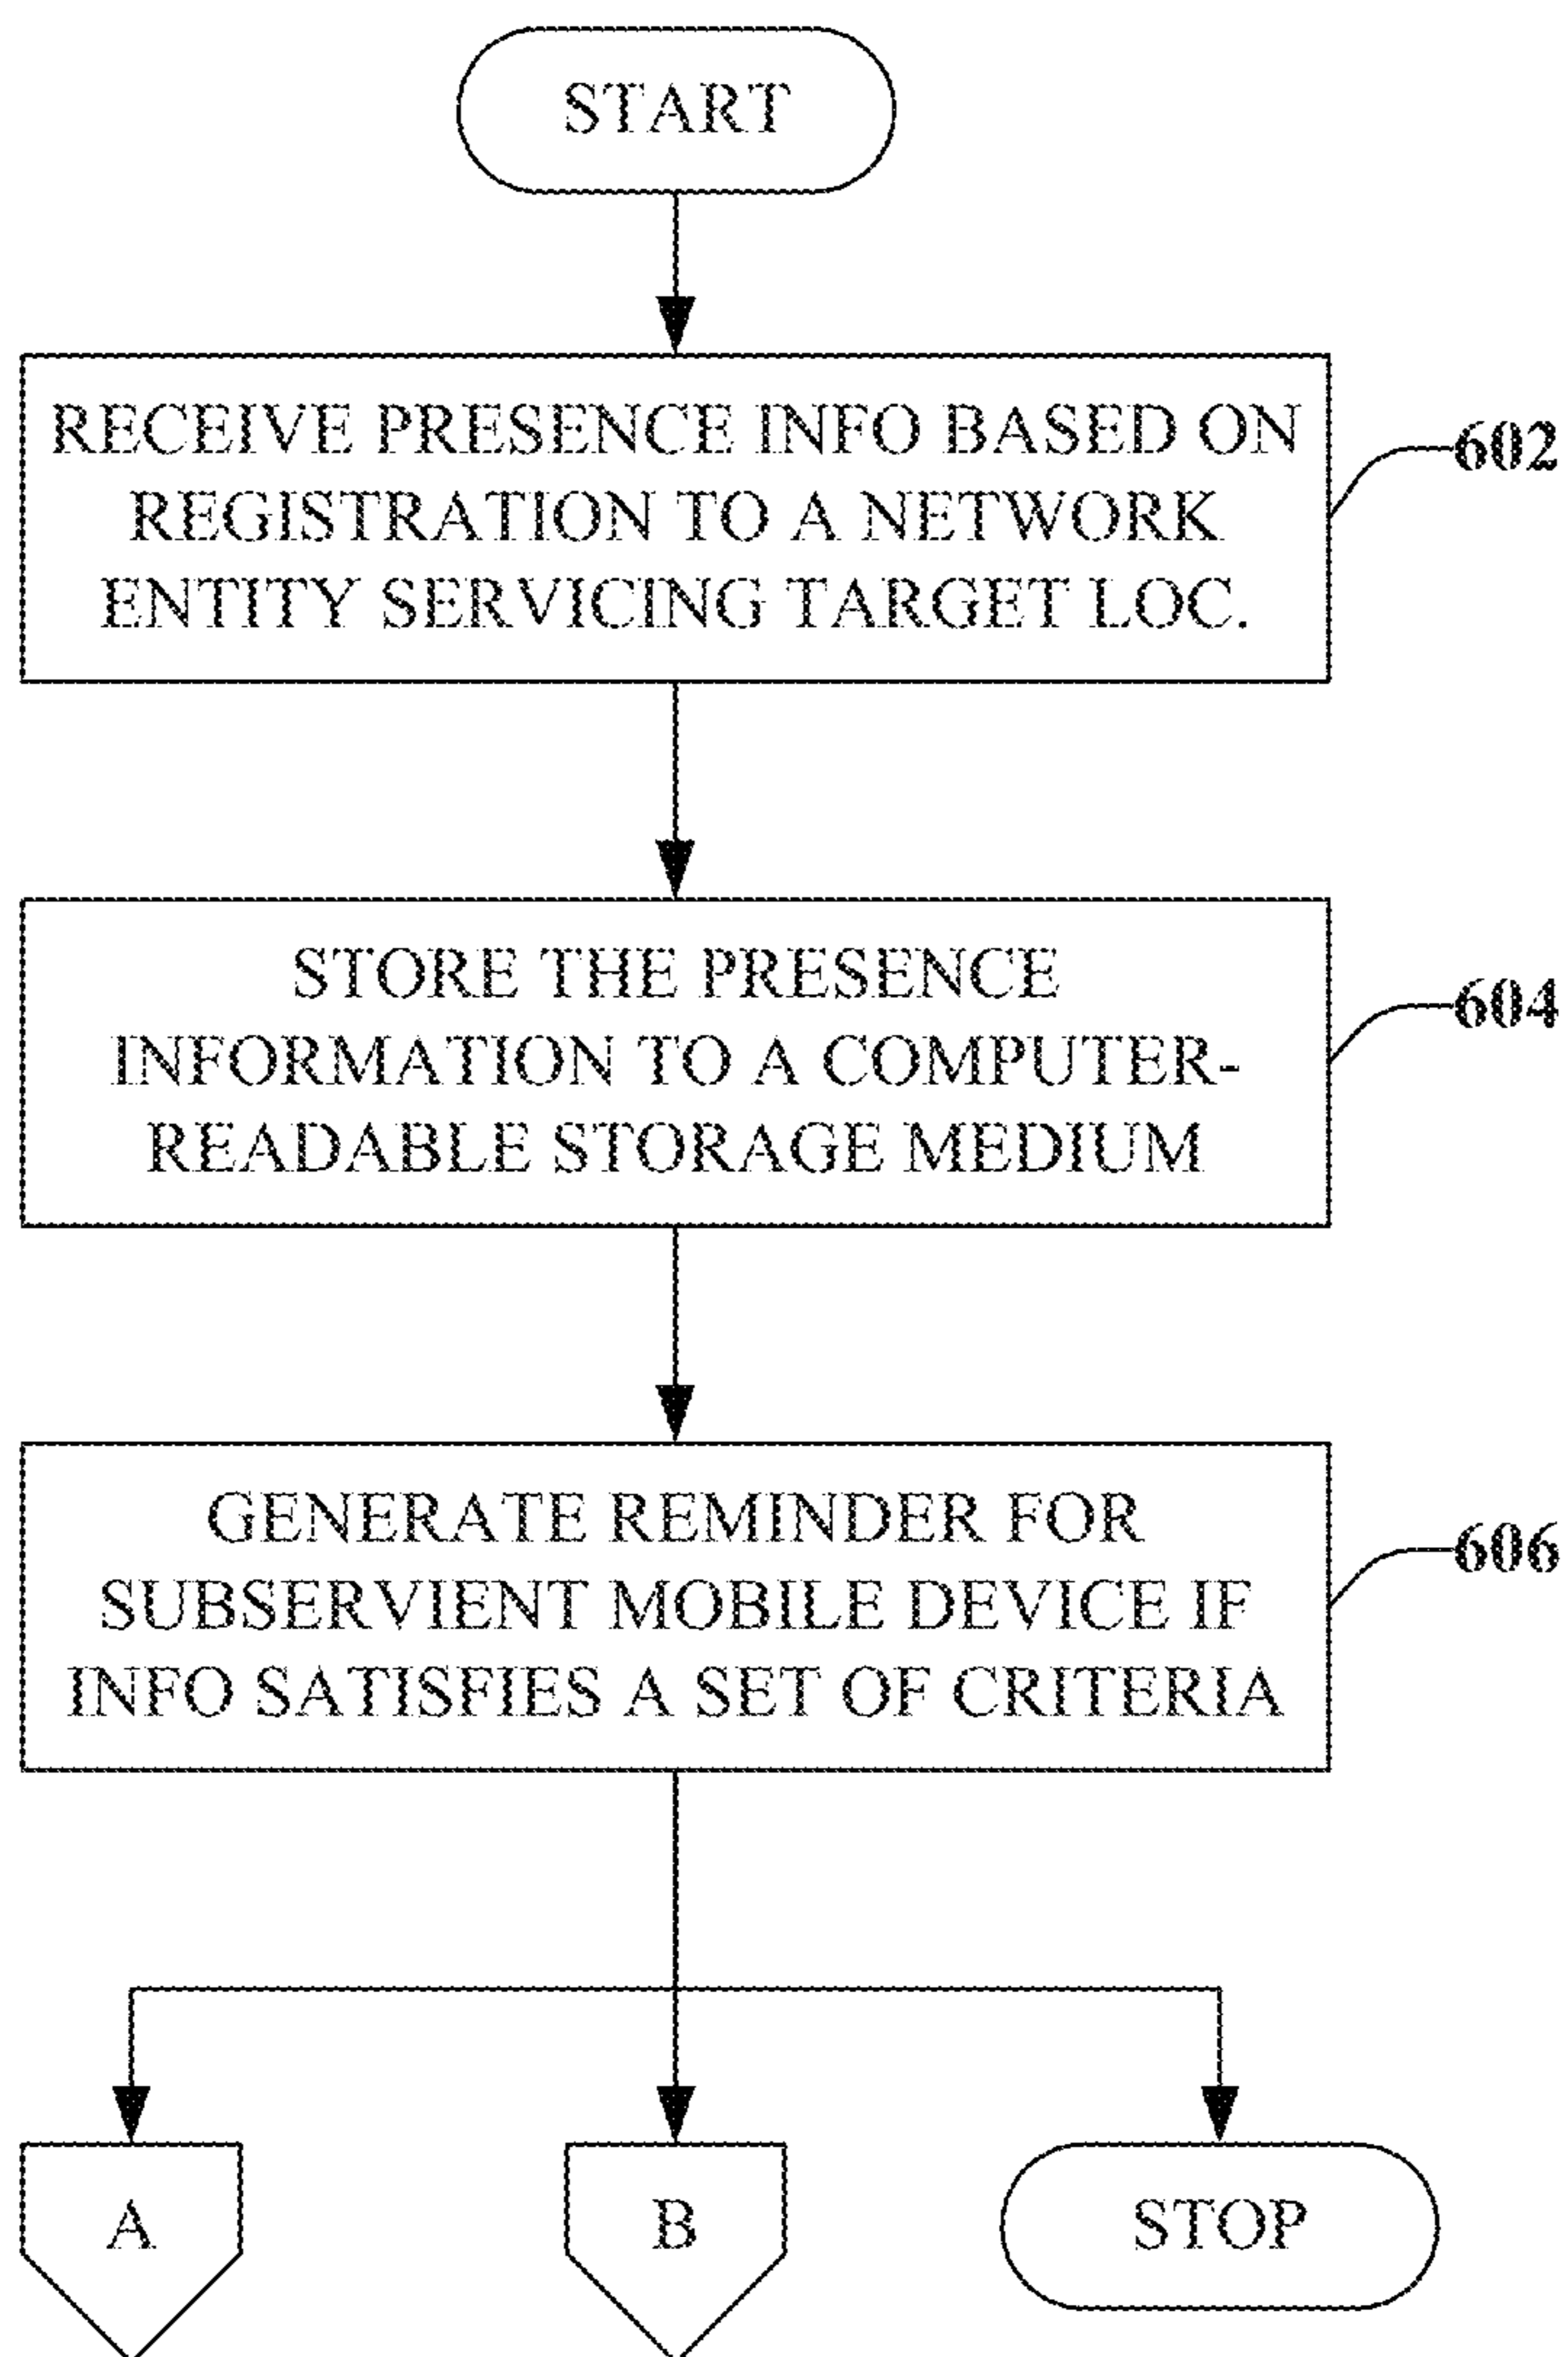 START
RECEIVE PRESENCE INFO BASED ON
REGISTRATION TO A NETWORK
ENTITY SERVICING TARGET LOC.
602
STORE THE PRESENCE
INFORMATION TO A COMPUTER-
READABLE STORAGE MEDIUM
604
GENERATE REMINDER FOR
SUBSERVIENT MOBILE DEVICE IF
INFO SATISFIES A SET OF CRITERIA
606
A
B
STOP